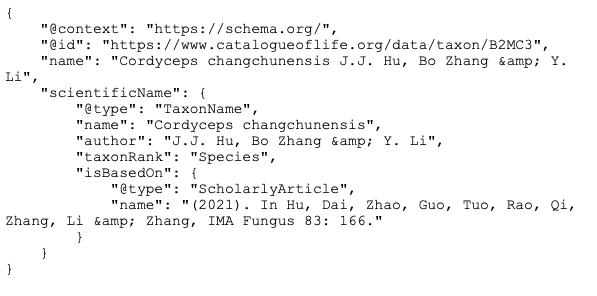 {
    "@context": "https://schema.org/",
    "@id": "https://www.catalogueoflife.org/data/taxon/B2MC3",
    "name": "Cordyceps changchunensis J.J. Hu, Bo Zhang &amp; Y.
Li",
    "scientificName": {
        "@type": "TaxonName",
        "name": "Cordyceps changchunensis",
        "author": "J.J. Hu, Bo Zhang &amp; Y. Li",
        "taxonRank": "Species",
        "isBasedOn": {
            "@type": "ScholarlyArticle",
            "name": "(2021). In Hu, Dai, Zhao, Guo, Tuo, Rao, Qi,
Zhang, Li &amp; Zhang, IMA Fungus 83: 166."
        }
    }
}